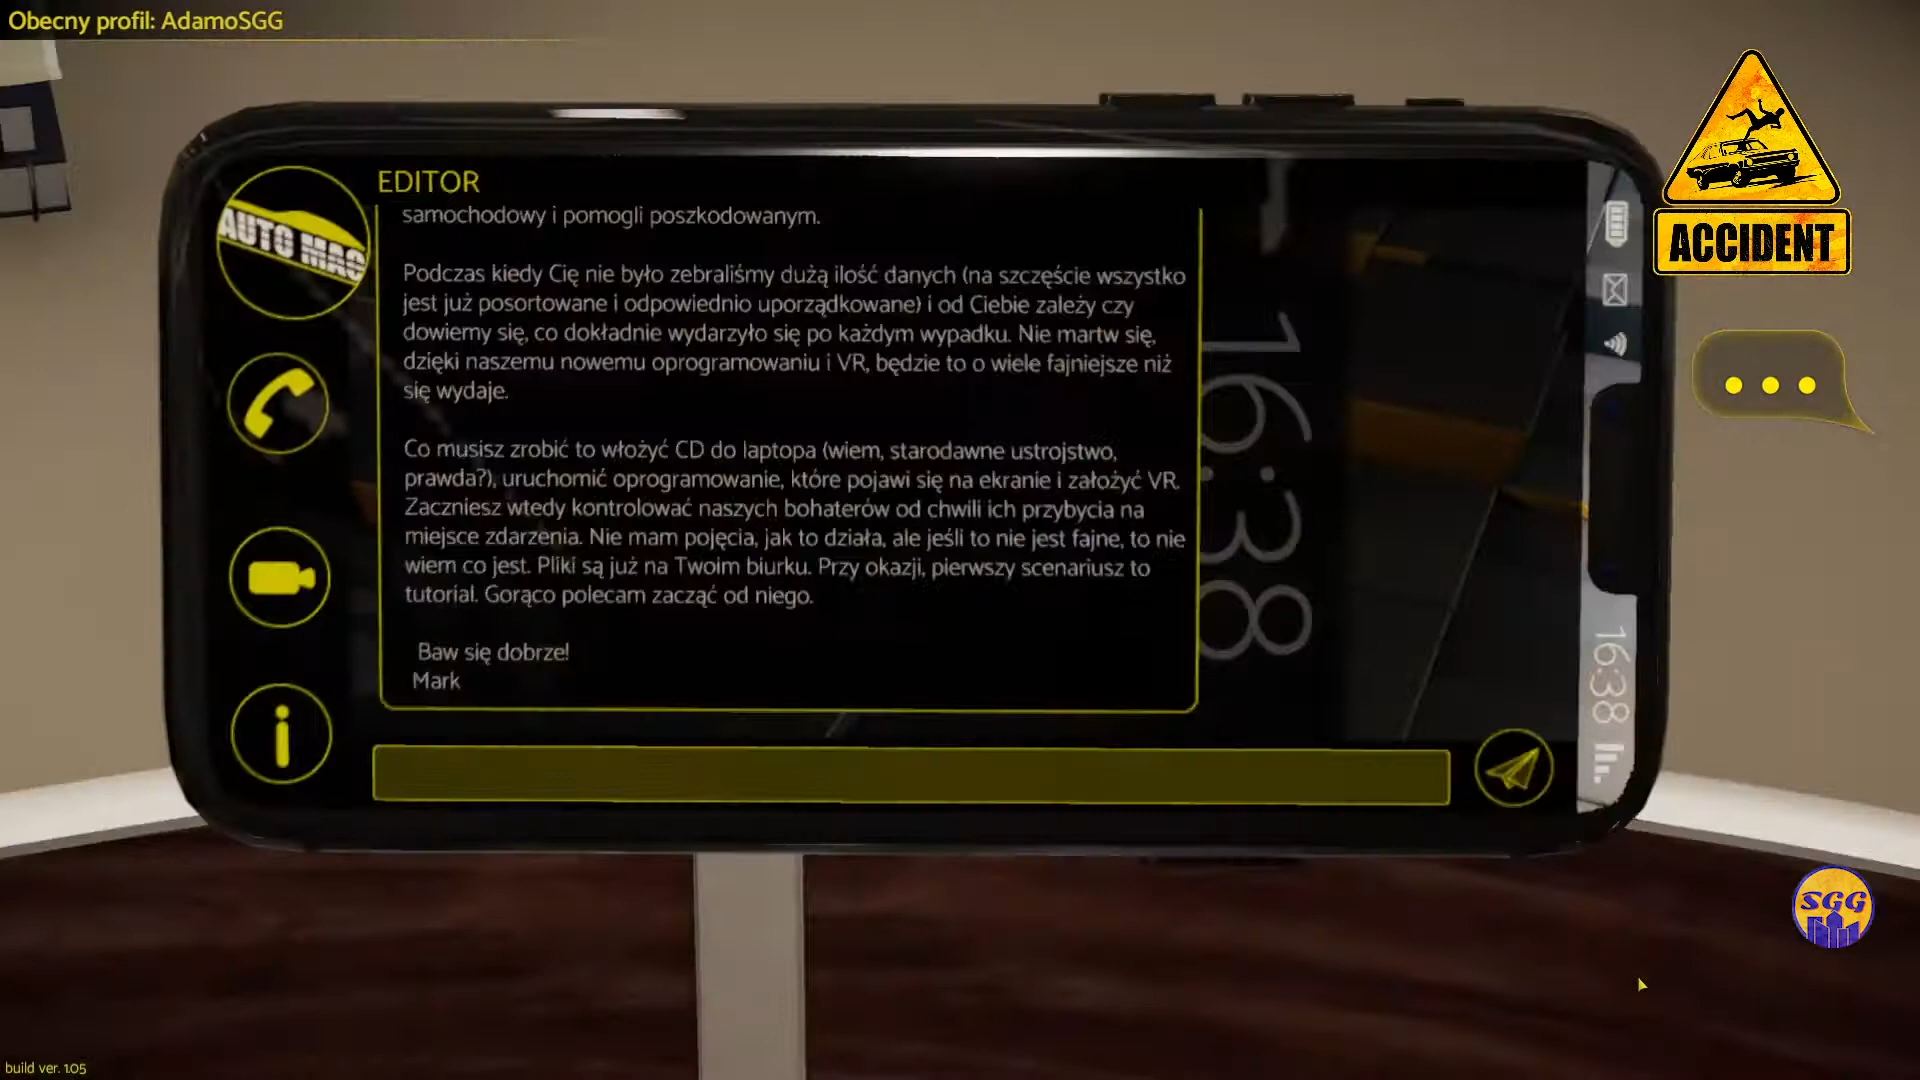 Obecny profil: AdamoSGG
ACCIDENT
EDITOR
AUTO MAG
samochodowy i pomogli poszkodowanym.
Podczas kiedy Cię nie było zebraliśmy dużą ilość danych (na szczęście wszystko
jest już posortowane i odpowiednio uporządkowane) i od Ciebie zależy czy
dowiemy się, co dokładnie wydarzyło się po każdym wypadku. Nie martw się,
dzięki naszemu nowemu oprogramowaniu i VR, będzie to o wiele fajniejsze niż
się wydaje.
Co musisz zrobić to włożyć CD do laptopa (wiem, starodawne ustrojstwo,
prawda?), uruchomić oprogramowanie, które pojawi się na ekranie i założyć VR.
Zaczniesz wtedy kontrolować naszych bohaterów od chwili ich przybycia na
miejsce zdarzenia. Nie mam pojęcia, jak to działa, ale jeśli to nie jest fajne, to nie
wiem co jest. Pliki są już na Twoim biurku. Przy okazji, pierwszy scenariusz to
tutorial. Gorąco polecam zacząć od niego.
Baw się dobrze!
Mark
16:38
16:38
SGG
build ver. 1.05